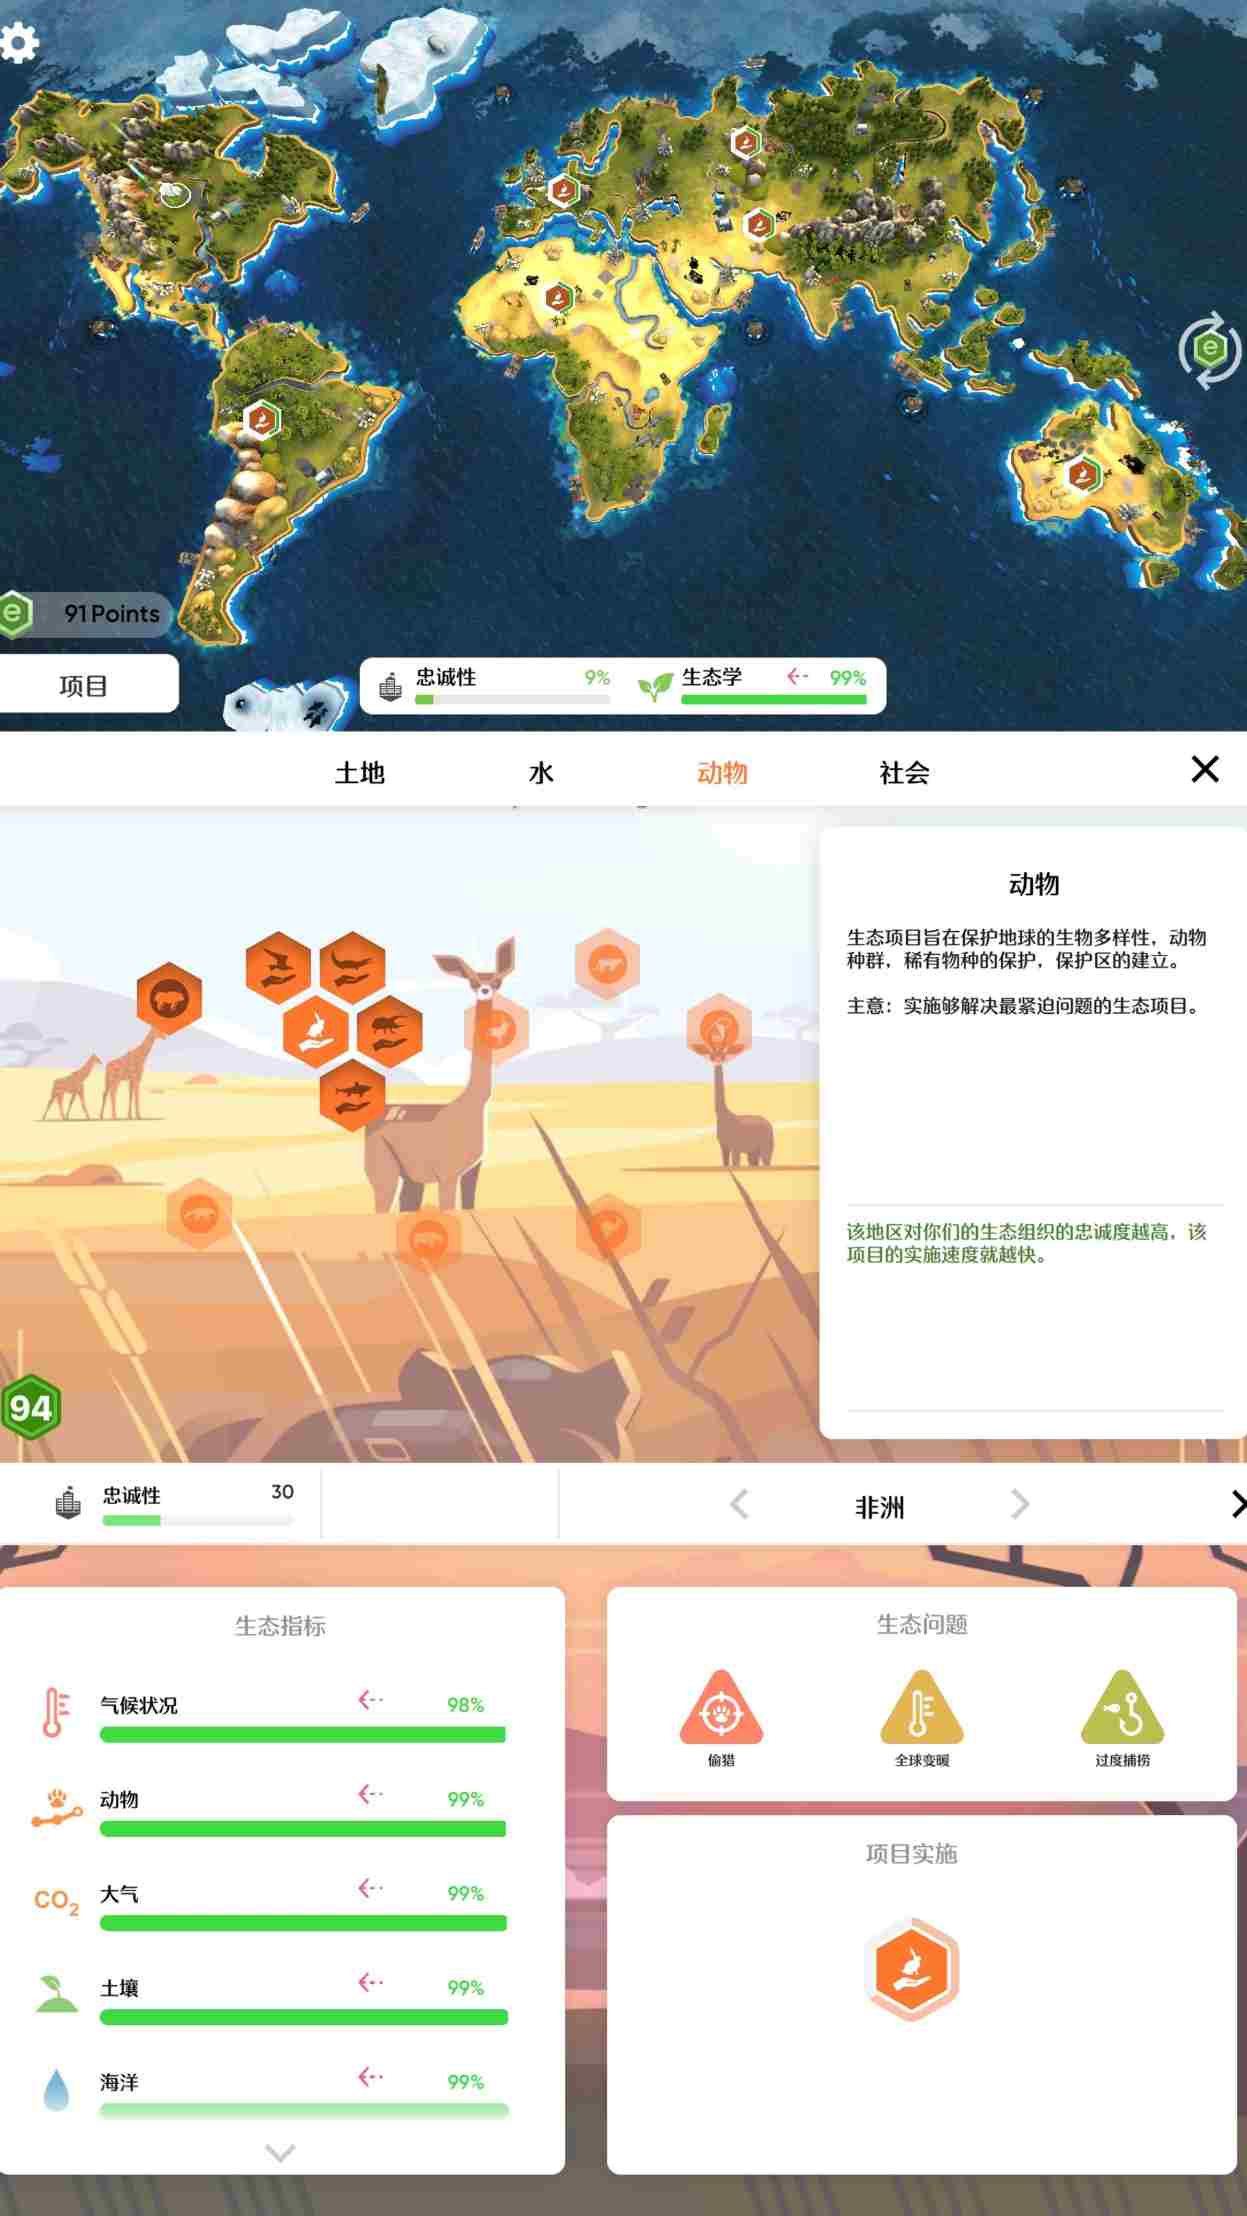 91 Points
项目
忠诚性 9%
生态学 99%
土地 水 动物 社会
动物
生态项目旨在保护地球的生物多样性，动物
种群，稀有物种的保护，保护区的建立。
主意：实施够解决最紧迫问题的生态项目。
该地区对你们的生态组织的忠诚度越高，该
项目的实施速度就越快。
94
忠诚性 30
非洲
生态指标
气候状况 98%
动物 99%
CO2 大气 99%
土壤 99%
海洋 99%
生态问题
偷猎 全球变暖 过度捕捞
项目实施